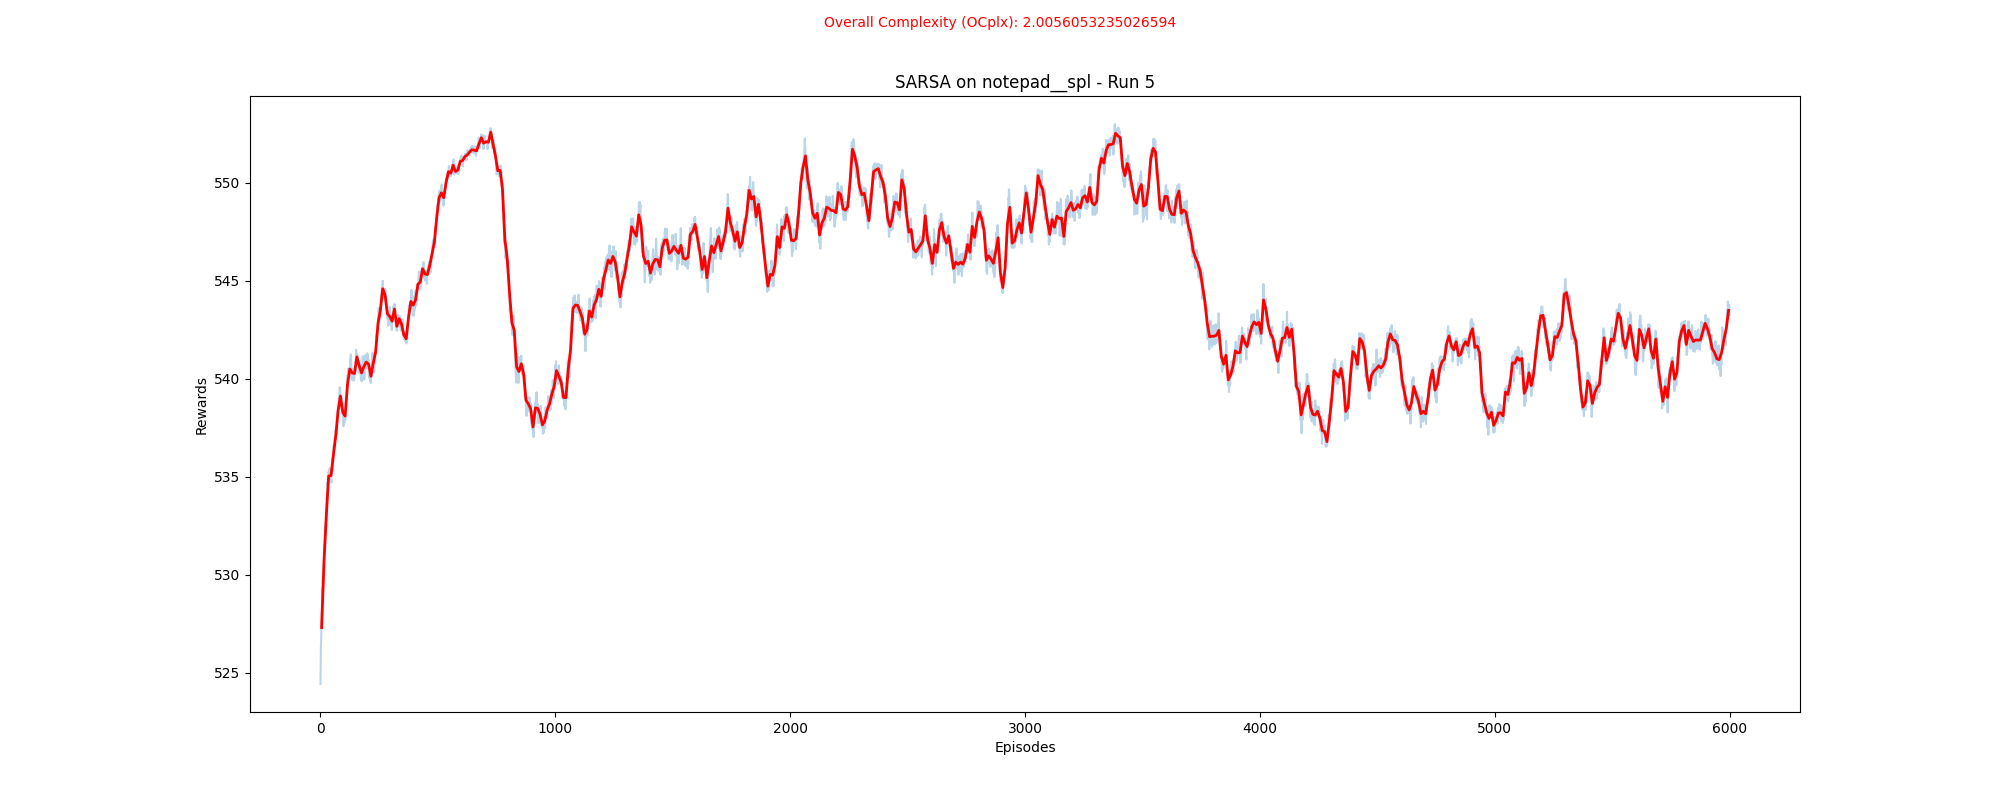 Overall Complexity (OCplx): 2.0056053235026594
SARSA on notepad__spl - Run 5
Rewards
550
545
540
535
530
525
0 1000 2000 3000 4000 5000 6000
Episodes